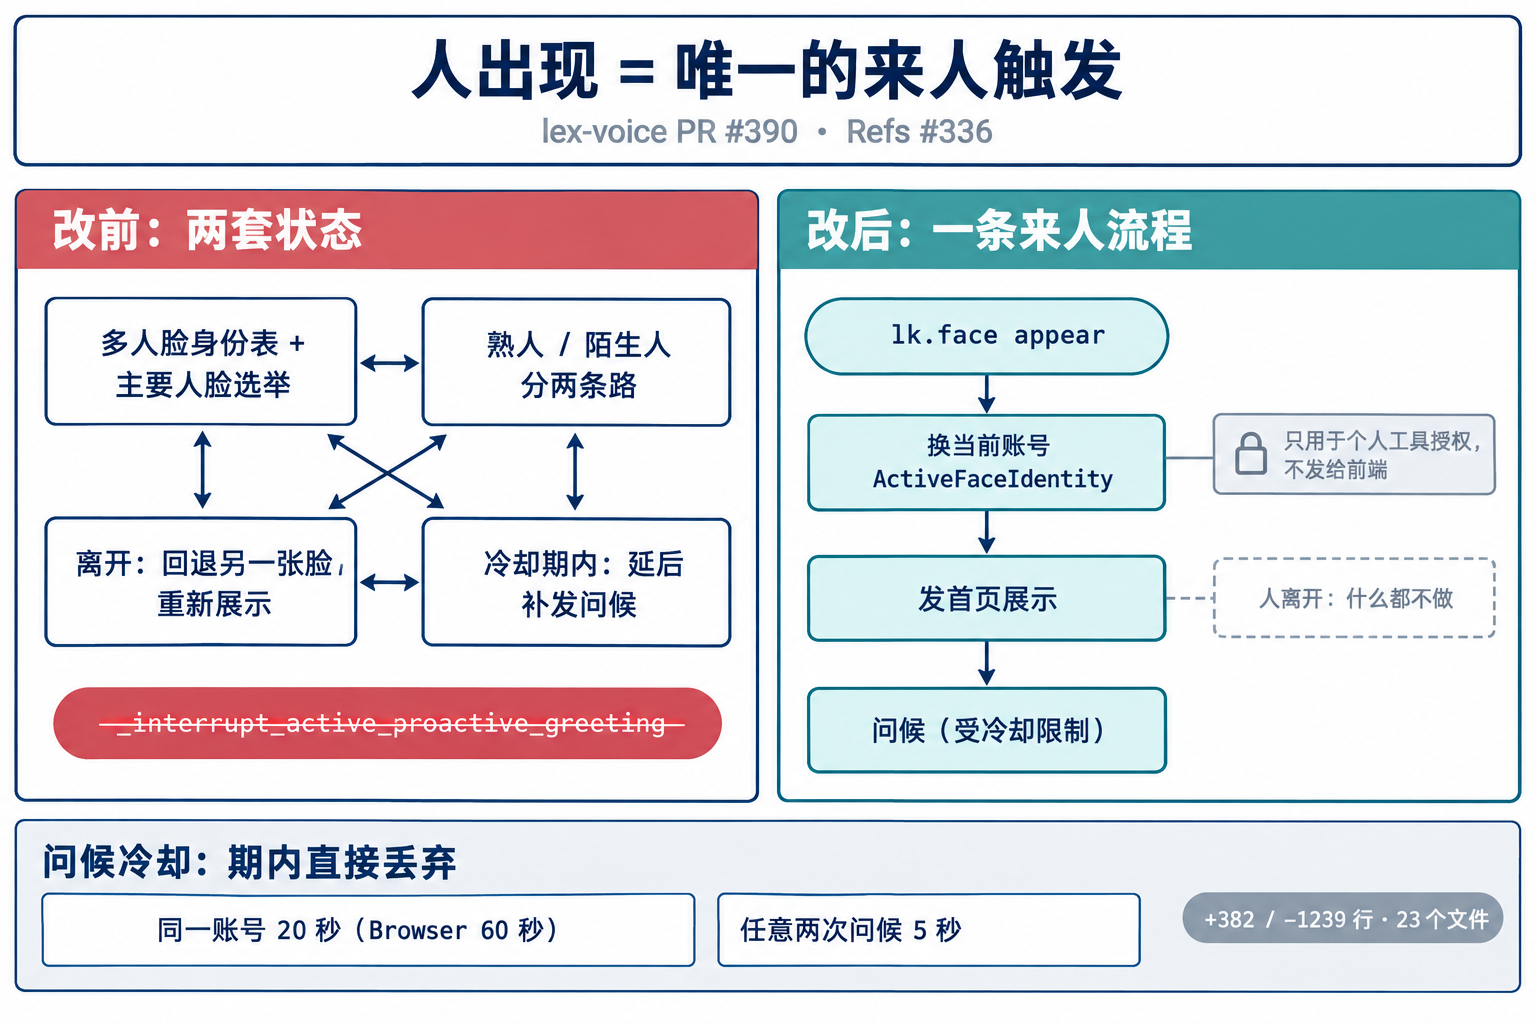 人出现 = 唯一的来人触发
lex-voice PR #390 • Refs #336
改前：两套状态
多人脸身份表 +
主要人脸选举
熟人 / 陌生人
分两条路
离开：回退另一张脸，
重新展示
冷却期内：延后
补发问候
_interrupt_active_proactive_greeting
改后：一条来人流程
lk.face appear
换当前账号
ActiveFaceIdentity
只用于个人工具授权，
不发给前端
发首页展示
人离开：什么都不做
问候（受冷却限制）
问候冷却：期内直接丢弃
同一账号 20 秒（Browser 60 秒）
任意两次问候 5 秒
+382 / −1239 行 · 23 个文件